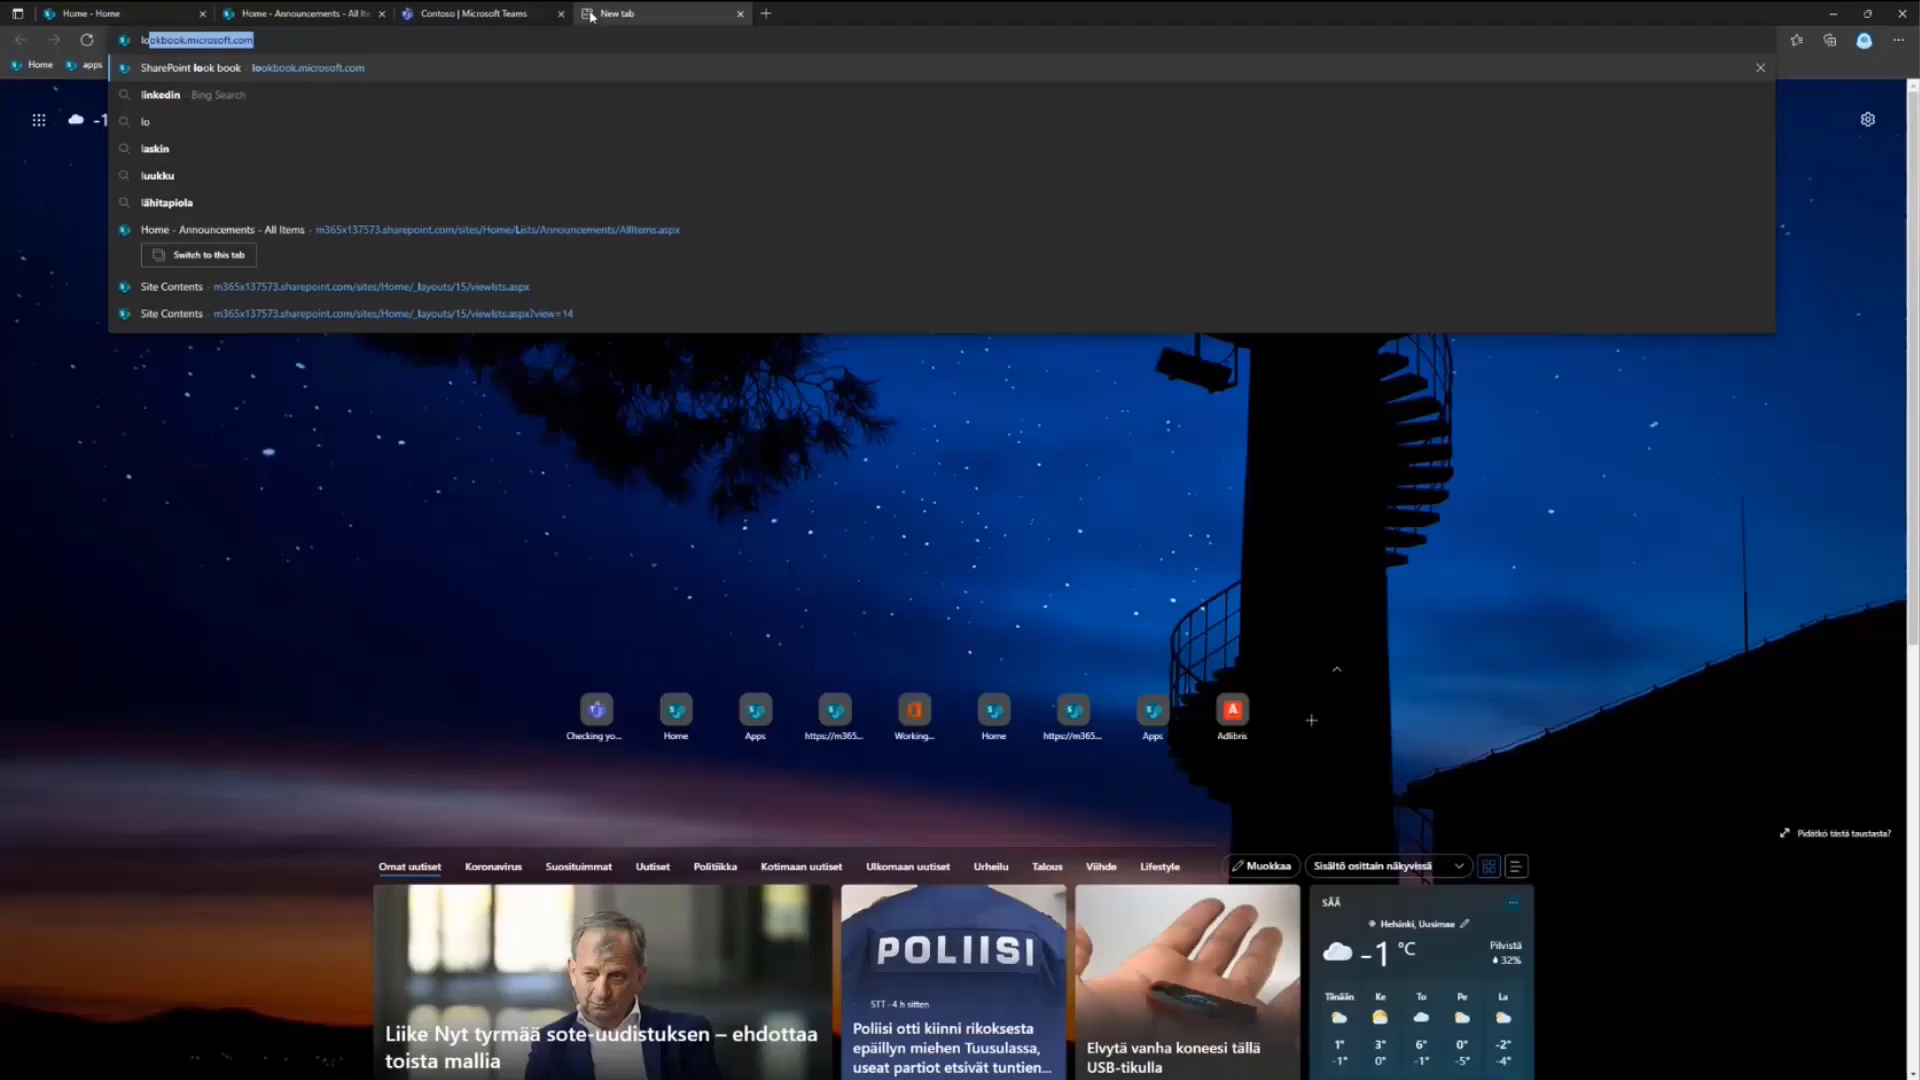 Home - Home
Home - Announcements - All Ite
Contoso | Microsoft Teams
New tab
lookbook.microsoft.com
Home
apps
SharePoint look book - lookbook.microsoft.com
linkedin - Bing Search
lo
laskin
luukku
lähitapiola
Home - Announcements - All Items - m365x137573.sharepoint.com/sites/Home/Lists/Announcements/AllItems.aspx
Switch to this tab
Site Contents - m365x137573.sharepoint.com/sites/Home/_layouts/15/viewlsts.aspx
Site Contents - m365x137573.sharepoint.com/sites/Home/_layouts/15/viewlsts.aspx?view=14
-1
Checking yo...
Home
Apps
https://m365...
Working...
Home
https://m365...
Apps
Adlibris
Pidätkö tästä taustasta?
Omat uutiset
Koronavirus
Suosituimmat
Uutiset
Politiikka
Kotimaan uutiset
Ulkomaan uutiset
Urheilu
Talous
Viihde
Lifestyle
Muokkaa
Sisältö osittain näkyvissä
Liike Nyt tyrmää sote-uudistuksen – ehdottaa
toista mallia
POLIISI
STT · 4 h sitten
Poliisi otti kiinni rikoksesta
epäillyn miehen Tuusulassa,
useat partiot etsivät tuntien...
Elvytä vanha koneesi tällä
USB-tikulla
SÄÄ
Helsinki, Uusimaa
-1 °C
Pilvistä
32%
Tänään Ke To Pe La
1° 3° 6° 0° -2°
-1° 0° -1° -5° -4°